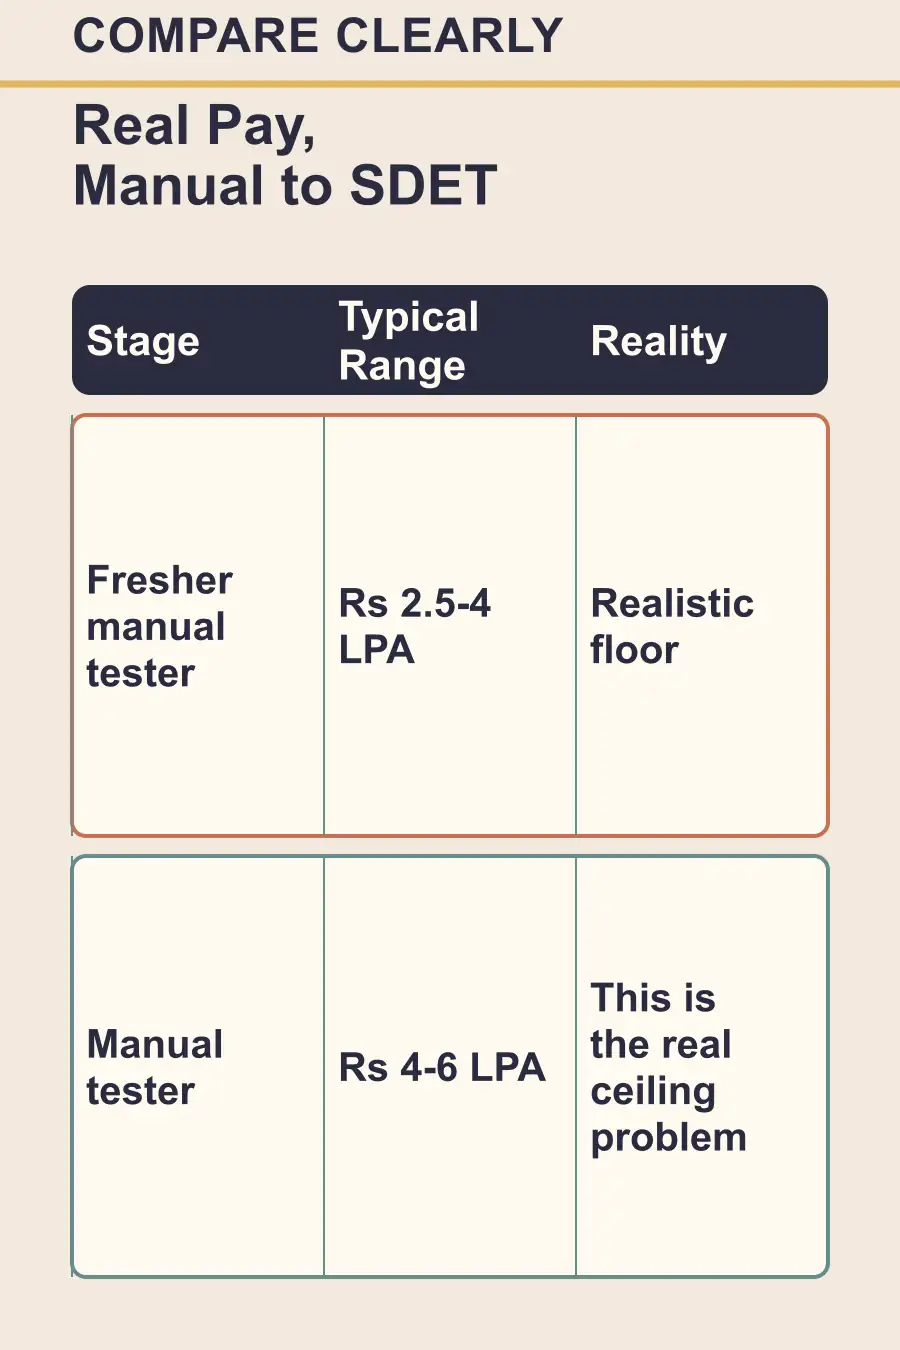 COMPARE CLEARLY
Real Pay,
Manual to SDET
Stage
Typical
Range
Reality
Fresher
manual
tester
Rs 2.5-4
LPA
Realistic
floor
Manual
tester
Rs 4-6 LPA
This is
the real
ceiling
problem